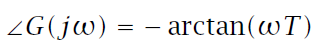 ∠G(jω) = − arctan(ωT)